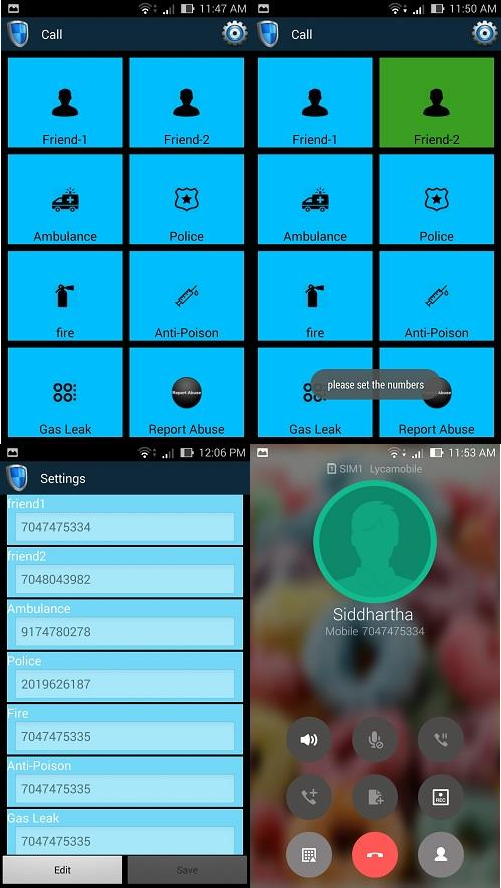 11:47 AM
Call
Friend-1
Friend-2
Ambulance
Police
fire
Anti-Poison
Gas Leak
Report Abuse
Report Abuse
11:50 AM
Call
Friend-1
Friend-2
Ambulance
Police
fire
Anti-Poison
please set the numbers
Gas Leak
Report Abuse
12:06 PM
Settings
friend1
7047475334
friend2
7048043982
Ambulance
9174780278
Police
2019626187
Fire
7047475335
Anti-Poison
7047475335
Gas Leak
7047475335
Edit
Save
11:53 AM
1 SIM1 Lycamobile
Siddhartha
Mobile 7047475334
REC